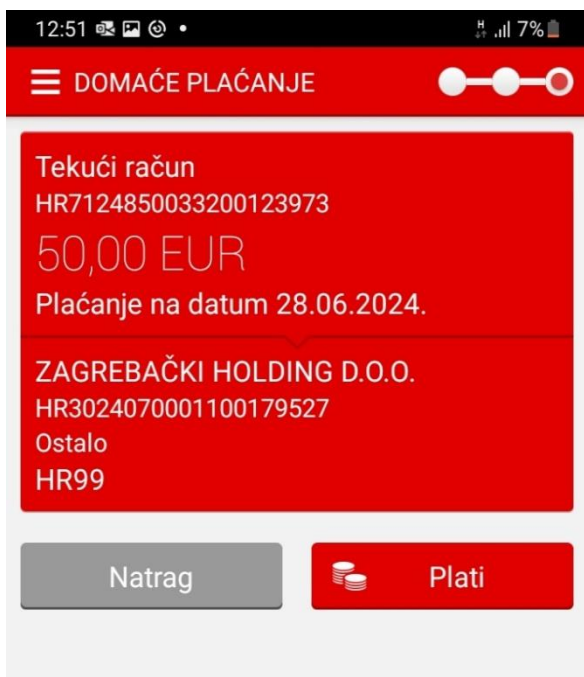 12:51
H
7%
DOMAĆE PLAĆANJE
Tekući račun
HR7124850033200123973
50,00 EUR
Plaćanje na datum 28.06.2024.
ZAGREBAČKI HOLDING D.O.O.
HR3024070001100179527
Ostalo
HR99
Natrag
Plati